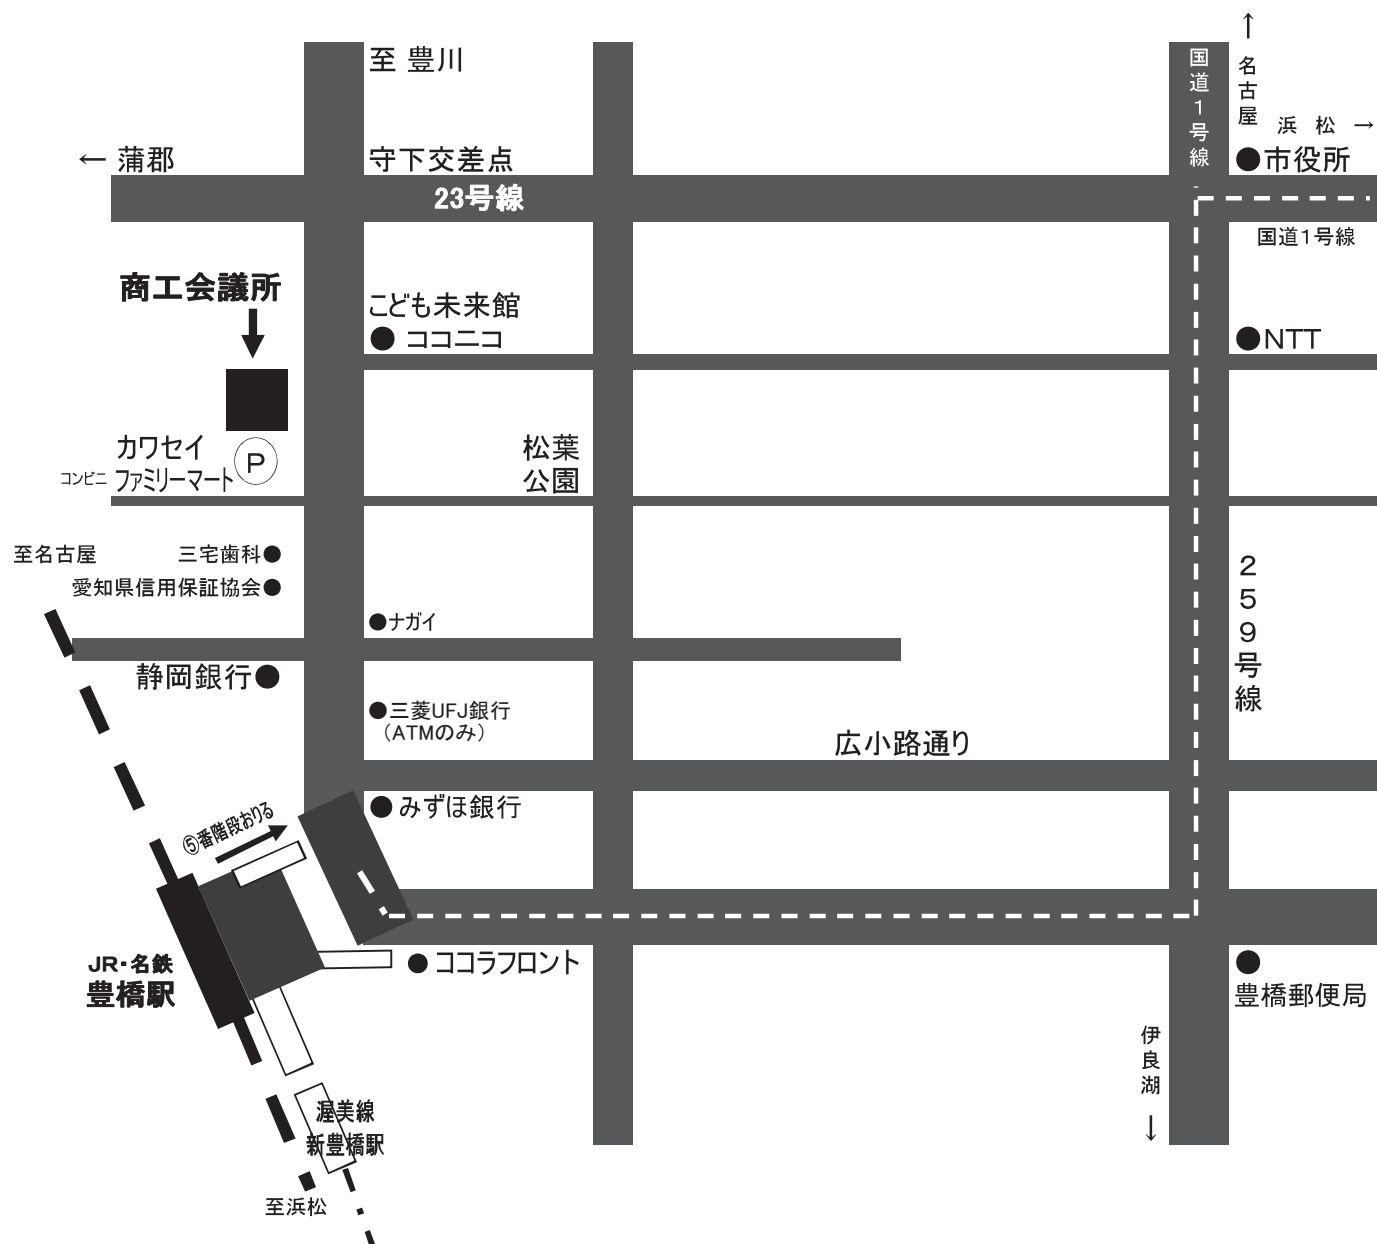 至 豊川
国道1号線
↑
名古屋
浜 松 →
← 蒲郡
守下交差点
●市役所
23号線
国道1号線
商工会議所
こども未来館
● ココニコ
●NTT
カワセイ
コンビニ ファミリーマート
P
松葉
公園
至名古屋
三宅歯科●
愛知県信用保証協会●
259号線
●ナガイ
静岡銀行●
●三菱UFJ銀行
（ATMのみ）
広小路通り
● みずほ銀行
⑤番階段おりる
JR・名鉄
豊橋駅
● ココラフロント
●
豊橋郵便局
伊良湖
↓
渥美線
新豊橋駅
至浜松